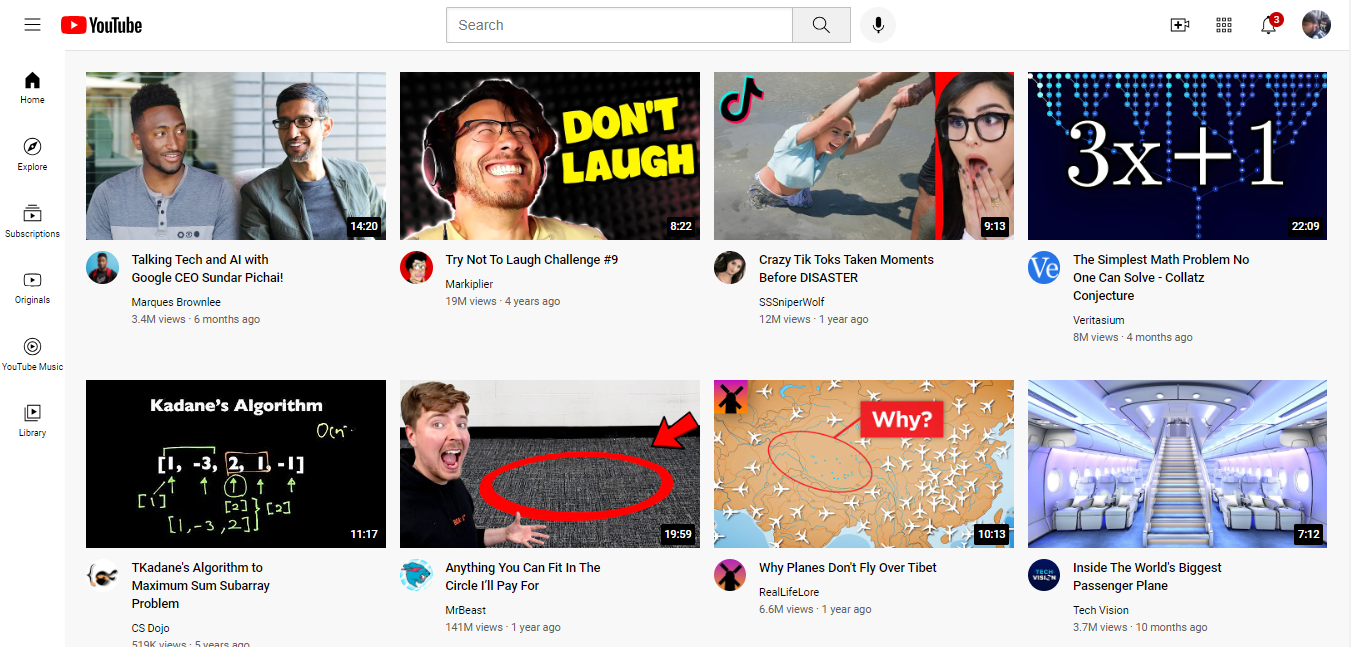 YouTube
Search
3
Home
Explore
Subscriptions
Originals
YouTube Music
Library
14:20
Talking Tech and AI with
Google CEO Sundar Pichai!
Marques Brownlee
3.4M views · 6 months ago
DON'T
LAUGH
8:22
Try Not To Laugh Challenge #9
Markiplier
19M views · 4 years ago
9:13
Crazy Tik Toks Taken Moments
Before DISASTER
SSSniperWolf
12M views · 1 year ago
3x+1
22:09
Ve
The Simplest Math Problem No
One Can Solve - Collatz
Conjecture
Veritasium
8M views · 4 months ago
Kadane's Algorithm
[1, -3, 2, 1, -1]
[1] [2] [2]
[1,-3,2]
11:17
TKadane's Algorithm to
Maximum Sum Subarray
Problem
CS Dojo
519K views · 5 years ago
19:59
Anything You Can Fit In The
Circle I'll Pay For
MrBeast
141M views · 1 year ago
Why?
10:13
Why Planes Don't Fly Over Tibet
RealLifeLore
6.6M views · 1 year ago
7:12
TECH
VISION
Inside The World's Biggest
Passenger Plane
Tech Vision
3.7M views · 10 months ago